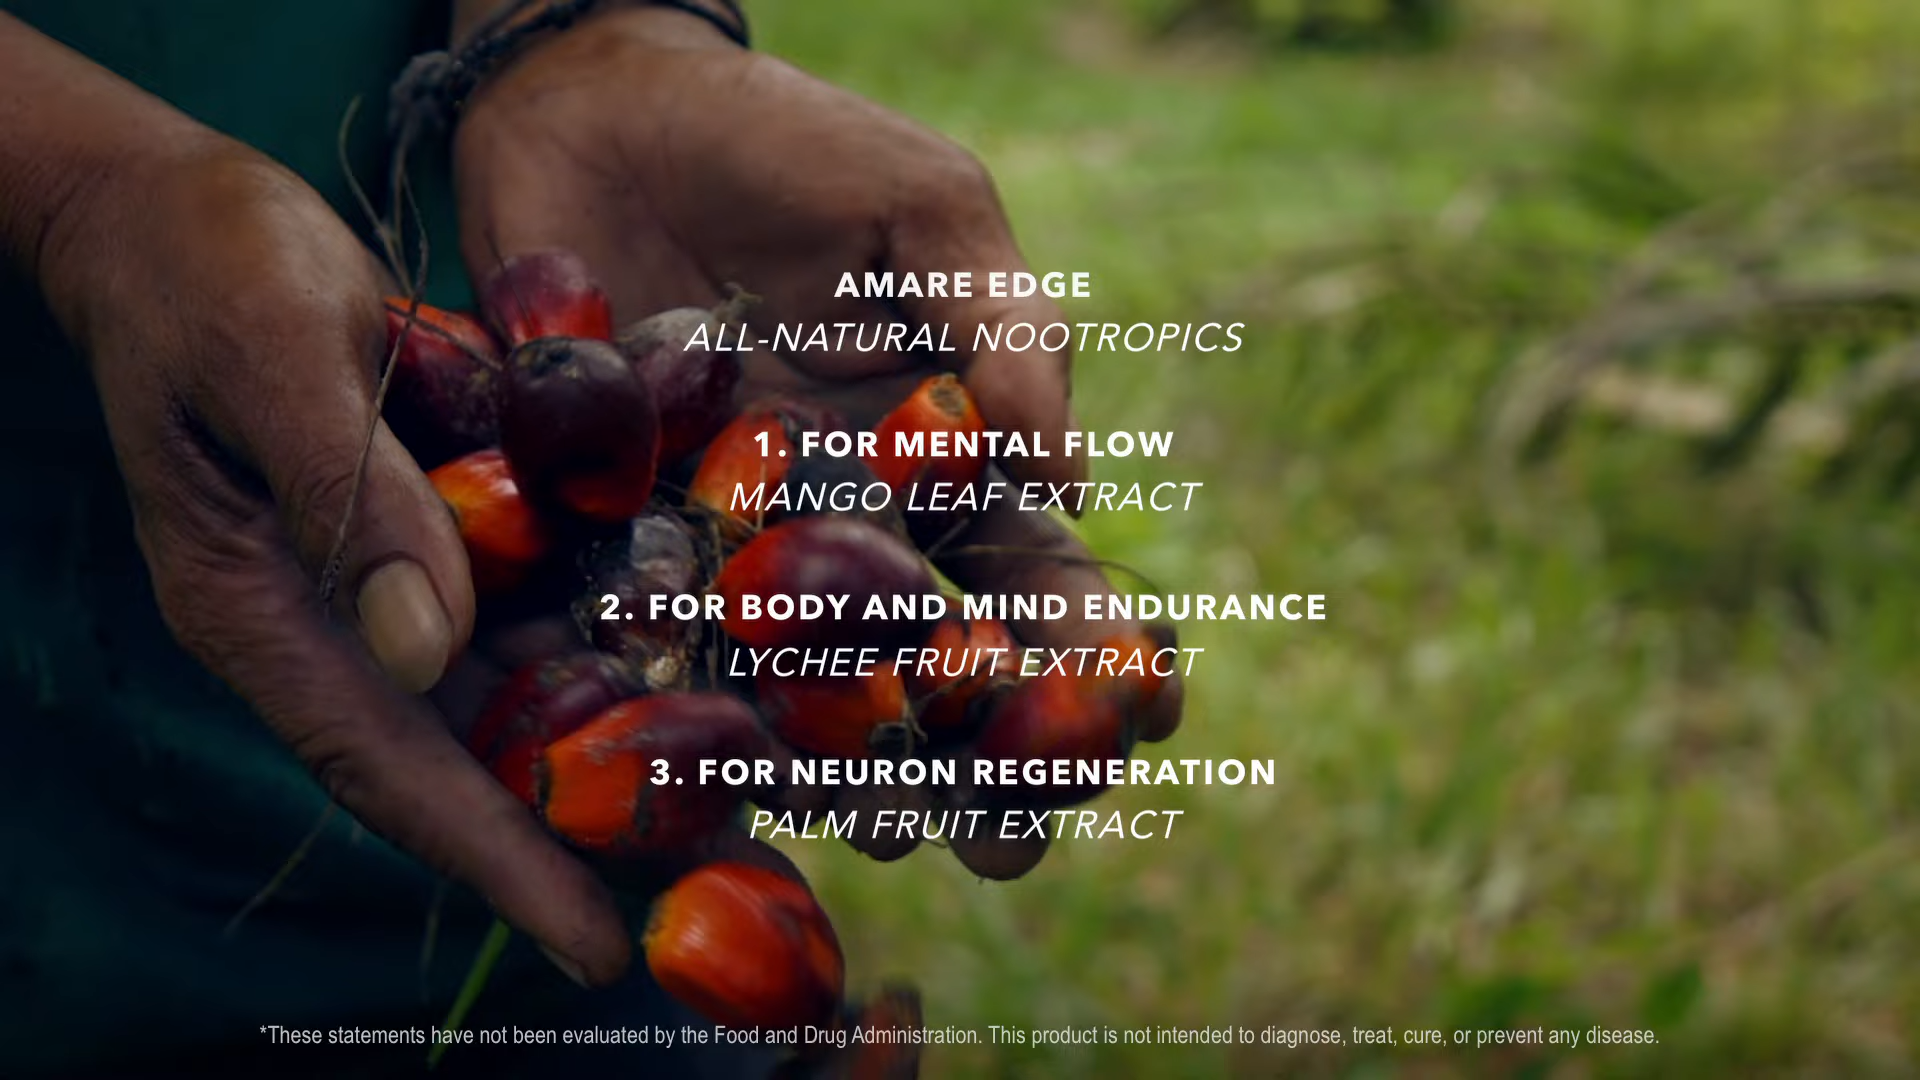 AMARE EDGE
ALL-NATURAL NOOTROPICS
1. FOR MENTAL FLOW
MANGO LEAF EXTRACT
2. FOR BODY AND MIND ENDURANCE
LYCHEE FRUIT EXTRACT
3. FOR NEURON REGENERATION
PALM FRUIT EXTRACT
*These statements have not been evaluated by the Food and Drug Administration. This product is not intended to diagnose, treat, cure, or prevent any disease.